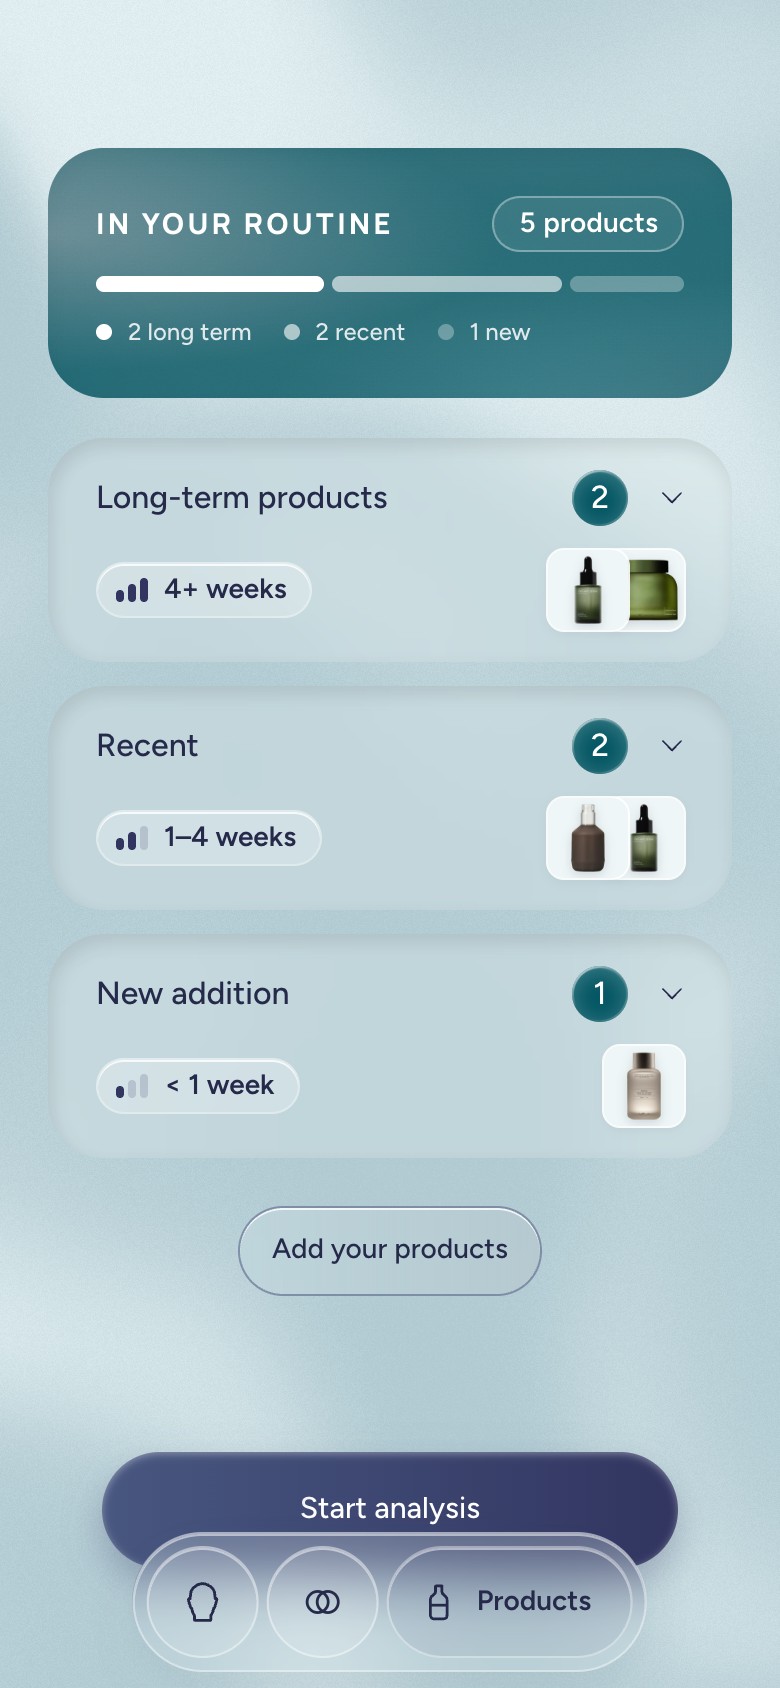 IN YOUR ROUTINE
5 products
2 long term
2 recent
1 new
Long-term products
2
4+ weeks
Recent
2
1–4 weeks
New addition
1
< 1 week
Add your products
Start analysis
Products